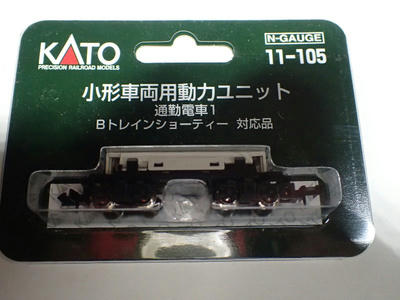 KATO
PRECISION RAILROAD MODELS
N-GAUGE
11-105
小形車両用動力ユニット
通勤電車1
Bトレインショーティー 対応品